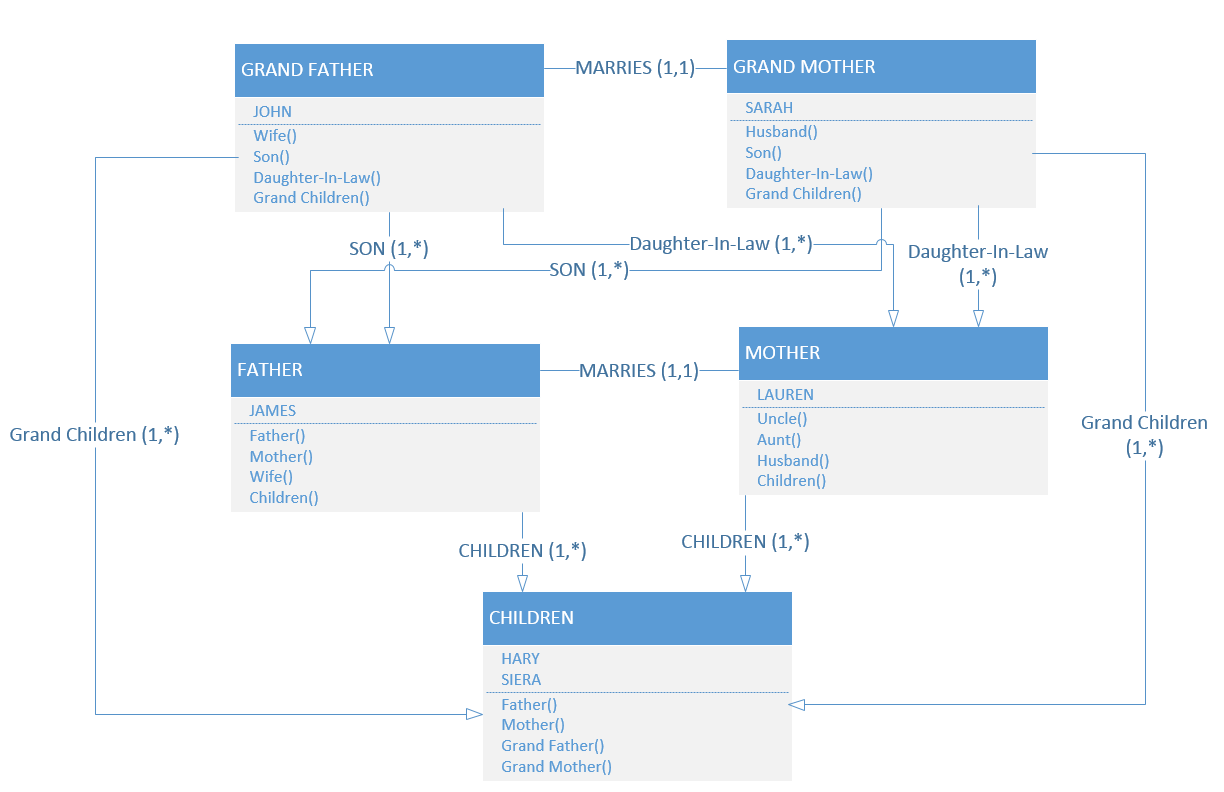 GRAND FATHER
JOHN
Wife()
Son()
Daughter-In-Law()
Grand Children()
MARRIES (1,1)
GRAND MOTHER
SARAH
Husband()
Son()
Daughter-In-Law()
Grand Children()
SON (1,*)
Daughter-In-Law (1,*)
SON (1,*)
Daughter-In-Law
(1,*)
FATHER
JAMES
Father()
Mother()
Wife()
Children()
MARRIES (1,1)
MOTHER
LAUREN
Uncle()
Aunt()
Husband()
Children()
Grand Children (1,*)
Grand Children
(1,*)
CHILDREN (1,*)
CHILDREN (1,*)
CHILDREN
HARY
SIERA
Father()
Mother()
Grand Father()
Grand Mother()